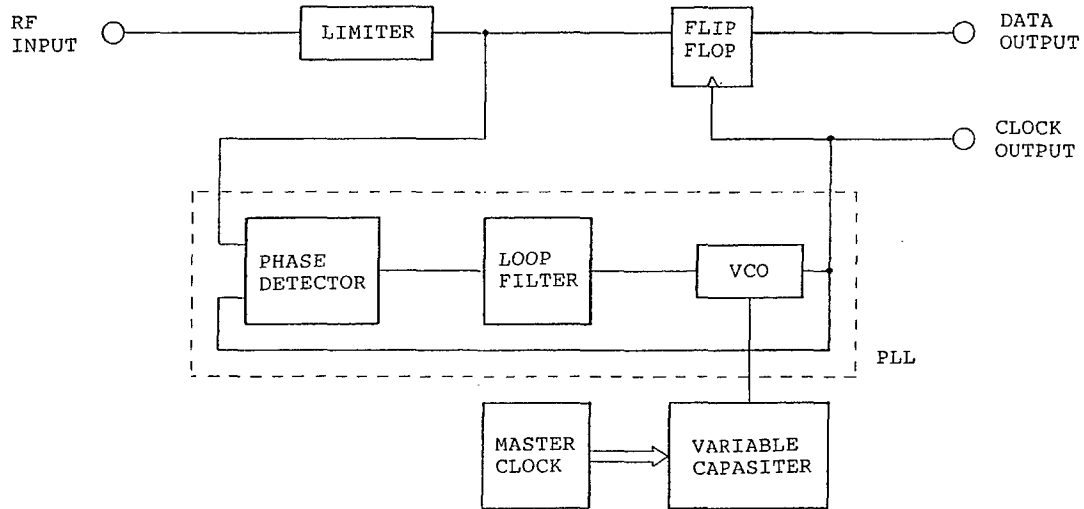 RF
INPUT
LIMITER
FLIP
FLOP
DATA
OUTPUT
CLOCK
OUTPUT
PHASE
DETECTOR
LOOP
FILTER
VCO
PLL
MASTER
CLOCK
VARIABLE
CAPASITER